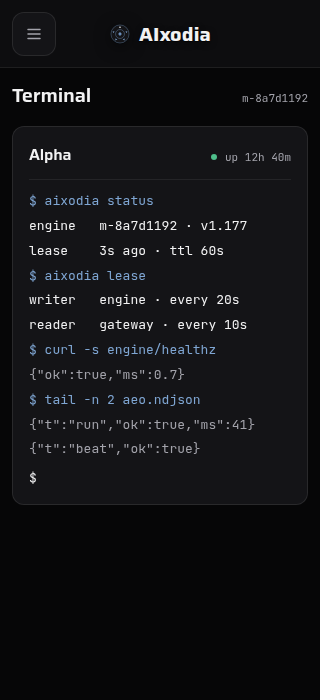 AIxodia
Terminal
m-8a7d1192
Alpha
up 12h 40m
$ aixodia status
engine m-8a7d1192 · v1.177
lease 3s ago · ttl 60s
$ aixodia lease
writer engine · every 20s
reader gateway · every 10s
$ curl -s engine/healthz
{"ok":true,"ms":0.7}
$ tail -n 2 aeo.ndjson
{"t":"run","ok":true,"ms":41}
{"t":"beat","ok":true}
$